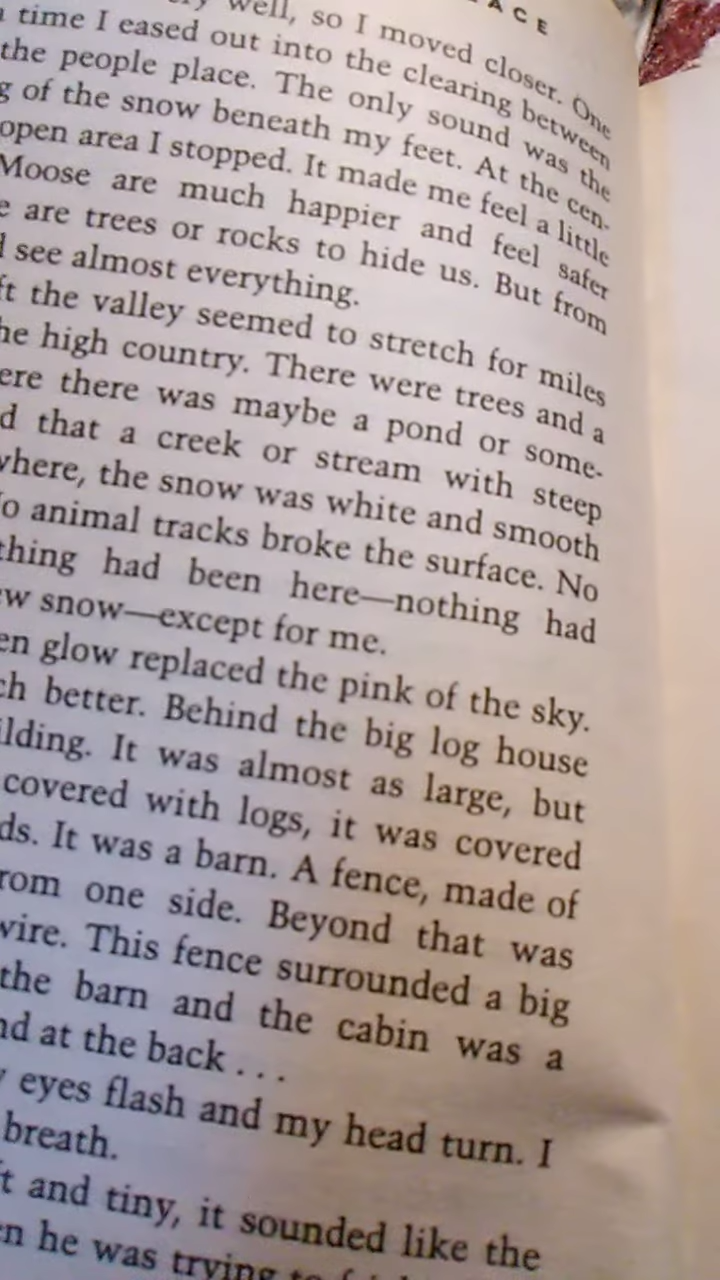 ACE
well, so I moved closer. One
time I eased out into the clearing between
the people place. The only sound was the
of the snow beneath my feet. At the cen-
open area I stopped. It made me feel a little
Moose are much happier and feel safer
are trees or rocks to hide us. But from
see almost everything.
the valley seemed to stretch for miles
high country. There were trees and a
there was maybe a pond or some-
that a creek or stream with steep
where, the snow was white and smooth
animal tracks broke the surface. No
thing had been here—nothing had
snow—except for me.
glow replaced the pink of the sky.
better. Behind the big log house
ilding. It was almost as large, but
covered with logs, it was covered
ds. It was a barn. A fence, made of
rom one side. Beyond that was
wire. This fence surrounded a big
the barn and the cabin was a
nd at the back . . .
eyes flash and my head turn. I
breath.
and tiny, it sounded like the
he was trying to